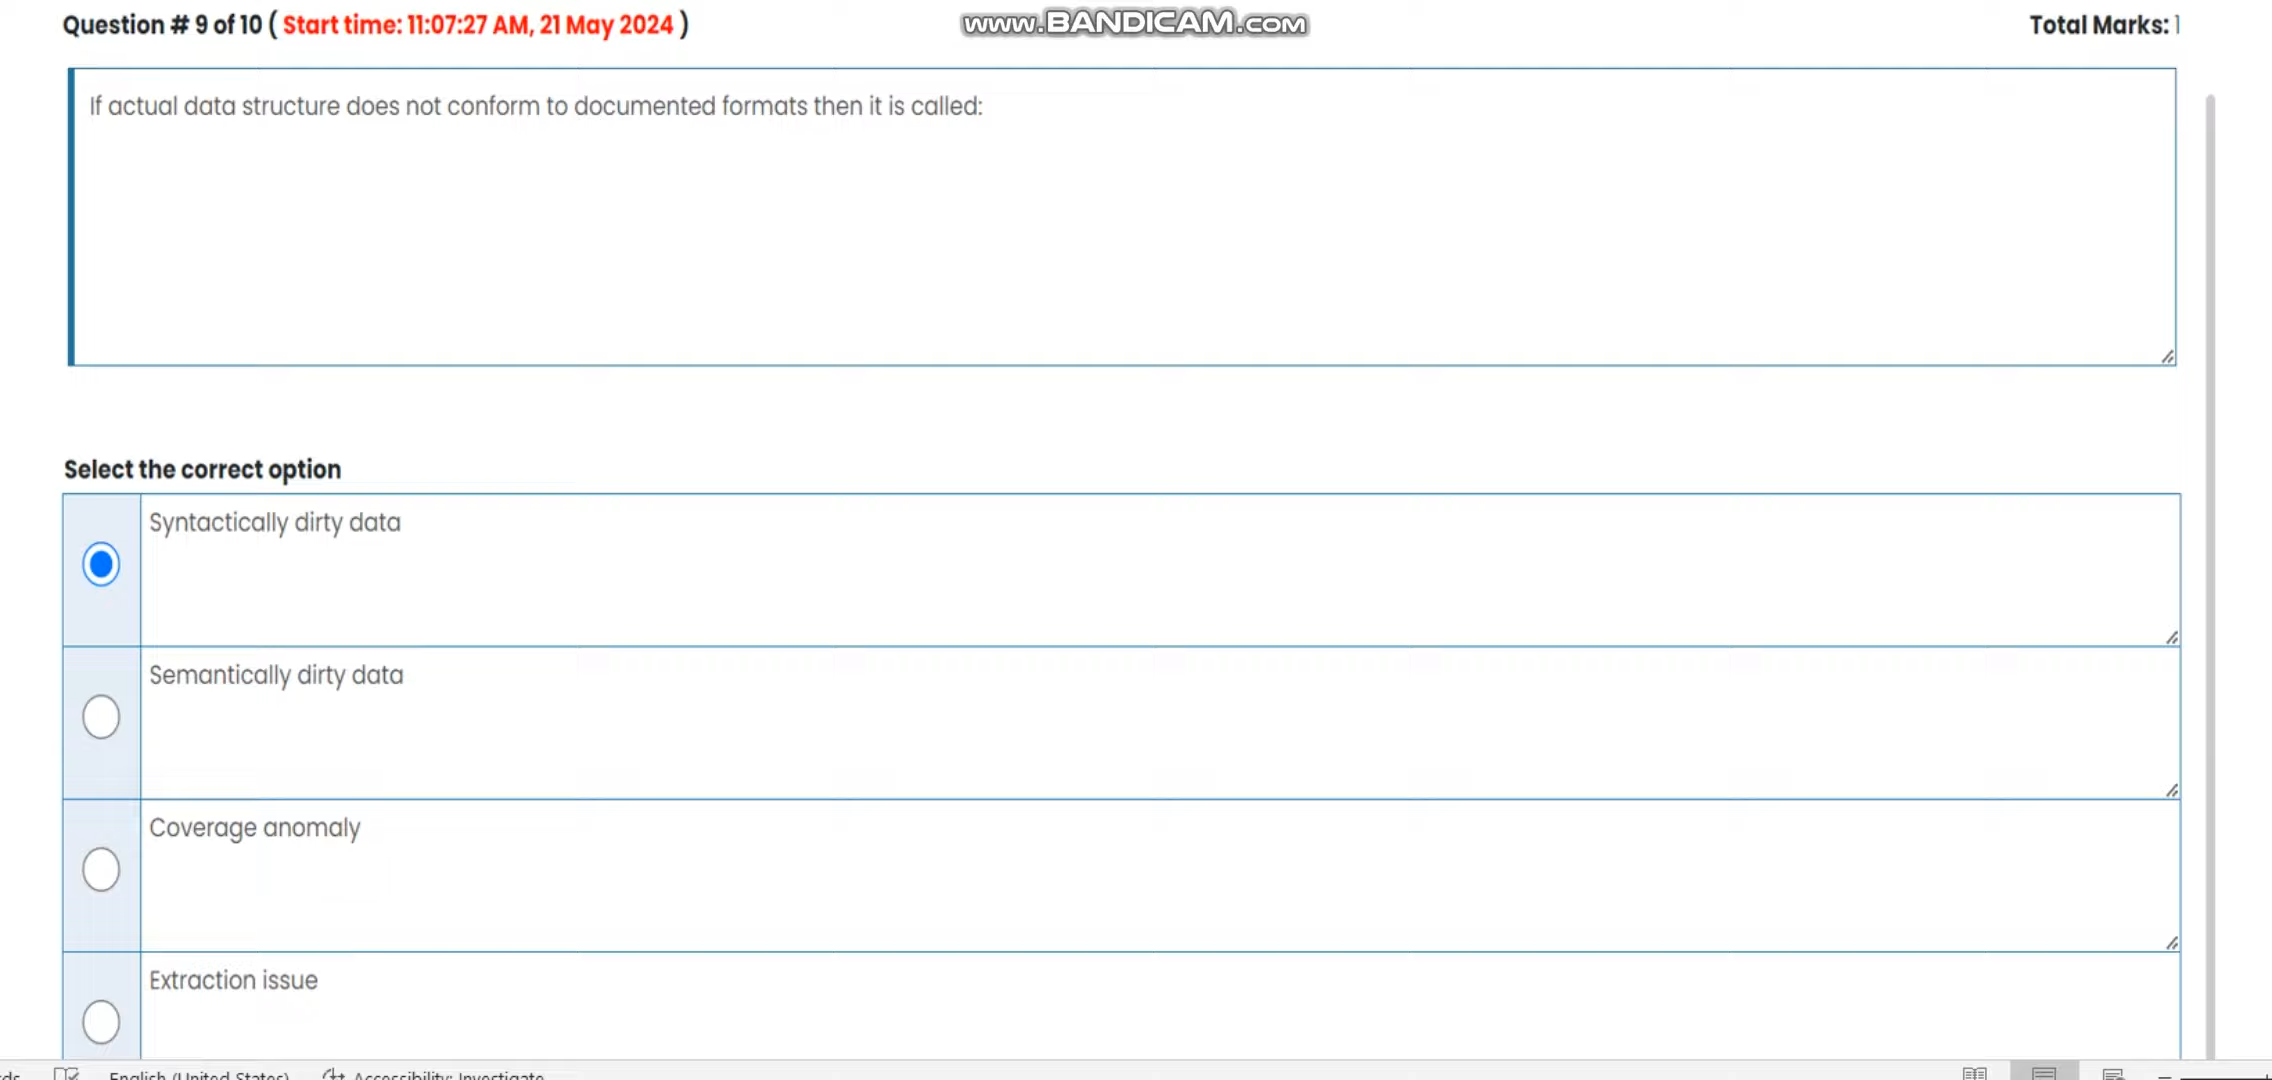 Question # 9 of 10 ( Start time: 11:07:27 AM, 21 May 2024 )
www.BANDICAM.com
Total Marks: 1
If actual data structure does not conform to documented formats then it is called:
Select the correct option
Syntactically dirty data
Semantically dirty data
Coverage anomaly
Extraction issue
English (United States)
Accessibility: Investigate